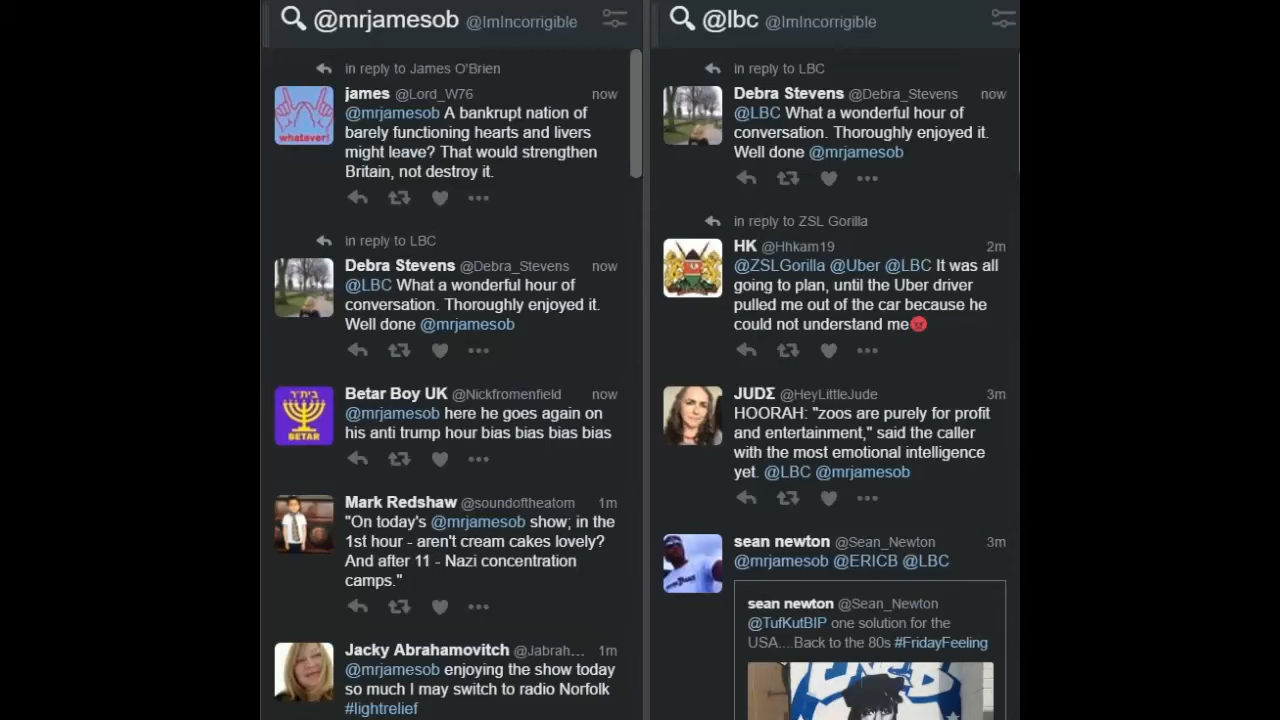 @mrjamesob @ImIncorrigible
in reply to James O'Brien
james @Lord_W76 now
@mrjamesob A bankrupt nation of
barely functioning hearts and livers
might leave? That would strengthen
Britain, not destroy it.
whatever!
in reply to LBC
Debra Stevens @Debra_Stevens now
@LBC What a wonderful hour of
conversation. Thoroughly enjoyed it.
Well done @mrjamesob
Betar Boy UK @Nickfromenfield now
@mrjamesob here he goes again on
his anti trump hour bias bias bias bias
בית"ר
BETAR
Mark Redshaw @soundoftheatom 1m
"On today's @mrjamesob show; in the
1st hour - aren't cream cakes lovely?
And after 11 - Nazi concentration
camps."
Jacky Abrahamovitch @Jabrah... 1m
@mrjamesob enjoying the show today
so much I may switch to radio Norfolk
#lightrelief
@lbc @ImIncorrigible
in reply to LBC
Debra Stevens @Debra_Stevens now
@LBC What a wonderful hour of
conversation. Thoroughly enjoyed it.
Well done @mrjamesob
in reply to ZSL Gorilla
HK @Hhkam19 2m
@ZSLGorilla @Uber @LBC It was all
going to plan, until the Uber driver
pulled me out of the car because he
could not understand me😡
JUDΣ @HeyLittleJude 3m
HOORAH: "zoos are purely for profit
and entertainment," said the caller
with the most emotional intelligence
yet. @LBC @mrjamesob
sean newton @Sean_Newton 3m
@mrjamesob @ERICB @LBC
sean newton @Sean_Newton
@TufKutBIP one solution for the
USA....Back to the 80s #FridayFeeling